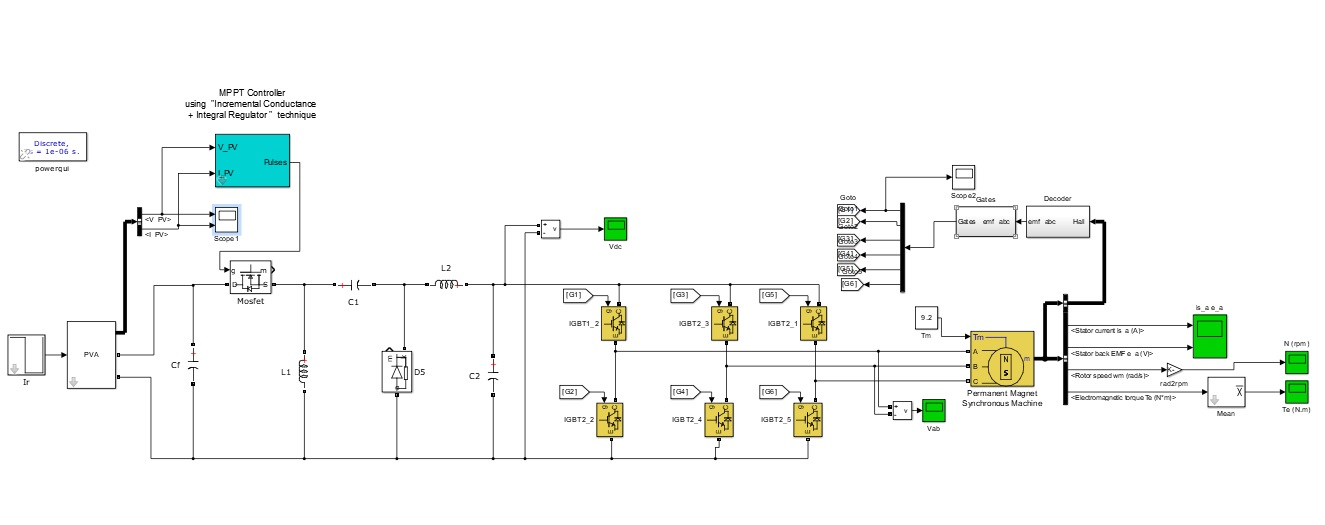 MPPT Controller
using "Incremental Conductance
+ Integral Regulator" technique
Discrete,
= 1e-06 s.
powergui
V_PV
I_PV
Pulses
<V_PV>
<I_PV>
Scope1
g
m
D
S
Mosfet
Ir
PVA
Cf
L1
C1
E
D5
L2
C2
+
-
v
Vdc
[G1]
IGBT1_2
[G3]
IGBT2_3
[G5]
IGBT2_1
[G2]
IGBT2_2
[G4]
IGBT2_4
[G6]
IGBT2_5
g
C
E
Goto
[G2]
[G6]
Scope2
Gates
Gates
emf_abc
Decoder
emf_abc
Hall
9.2
Tm
Tm
A
B
C
N
S
m
Permanent Magnet
Synchronous Machine
+
-
v
Vab
<Stator current is_a (A)>
<Stator back EMF e_a (V)>
<Rotor speed wm (rad/s)>
<Electromagnetic torque Te (N*m)>
is_a e_a
K-
rad2rpm
N (rpm)
X
Mean
Te (N.m)